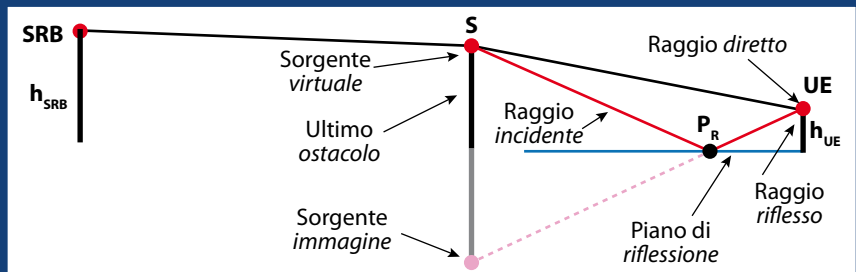 SRB
h_SRB
S
Sorgente
virtuale
Ultimo
ostacolo
Sorgente
immagine
Raggio
incidente
P_R
Raggio diretto
UE
h_UE
Raggio
riflesso
Piano di
riflessione